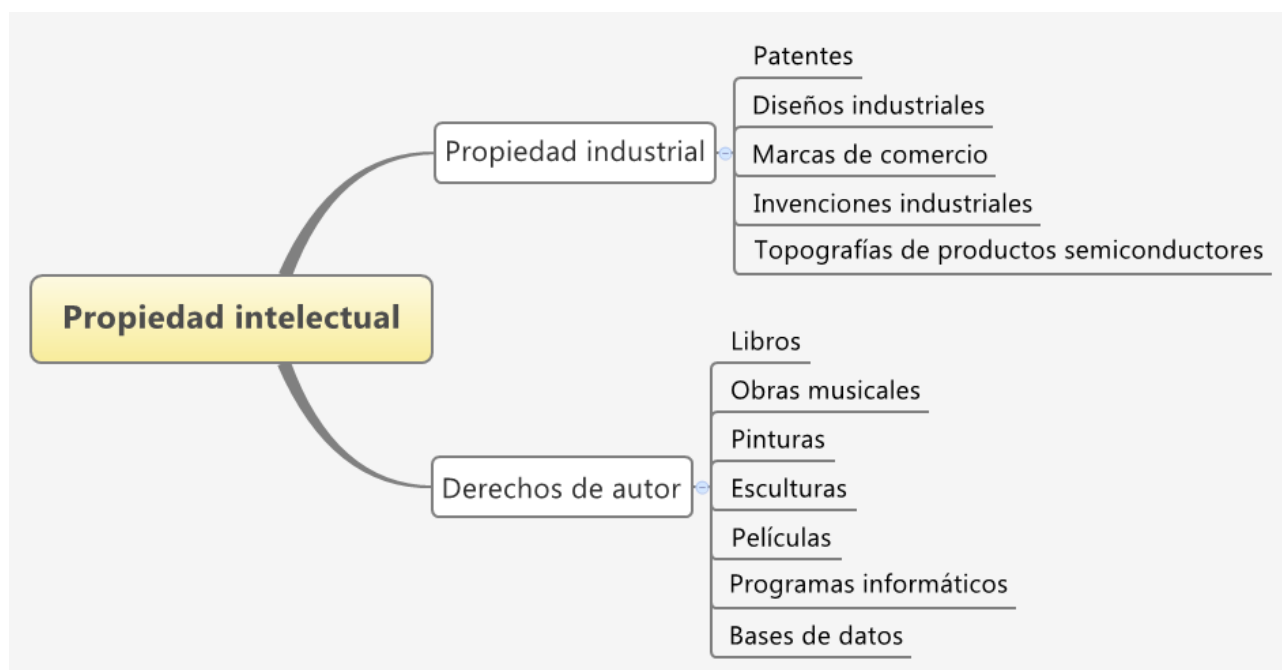 Propiedad intelectual
Propiedad industrial
Patentes
Diseños industriales
Marcas de comercio
Invenciones industriales
Topografías de productos semiconductores
Derechos de autor
Libros
Obras musicales
Pinturas
Esculturas
Películas
Programas informáticos
Bases de datos